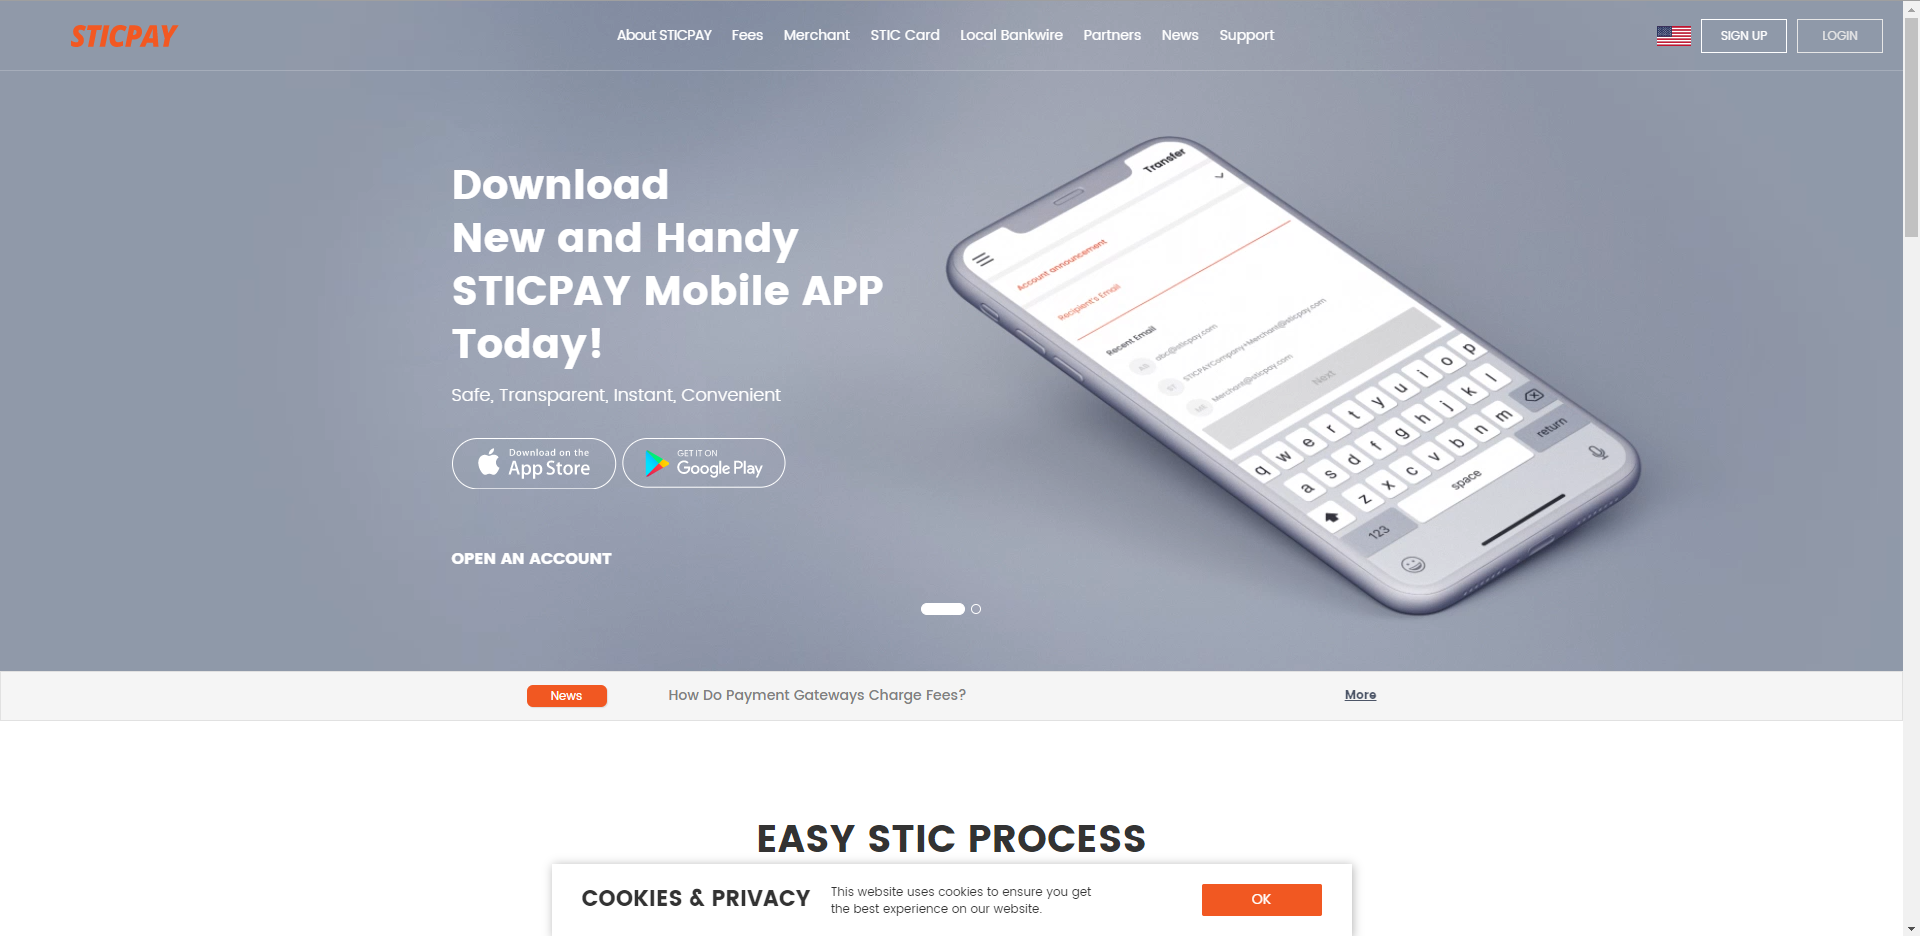 STICPAY
About STICPAY Fees Merchant STIC Card Local Bankwire Partners News Support
SIGN UP LOGIN
Download
New and Handy
STICPAY Mobile APP
Today!
Safe, Transparent, Instant, Convenient
Download on the
App Store
GET IT ON
Google Play
OPEN AN ACCOUNT
Transfer
Account announcement
Recipient's Email
Recent Email
AB abc@sticpay.com
ST STICPAYCompany+Merchant@sticpay.com
ME Merchant@sticpay.com
Next
q w e r t y u i o p
a s d f g h j k l
z x c v b n m
123 space return
News How Do Payment Gateways Charge Fees? More
EASY STIC PROCESS
COOKIES & PRIVACY
This website uses cookies to ensure you get
the best experience on our website.
OK